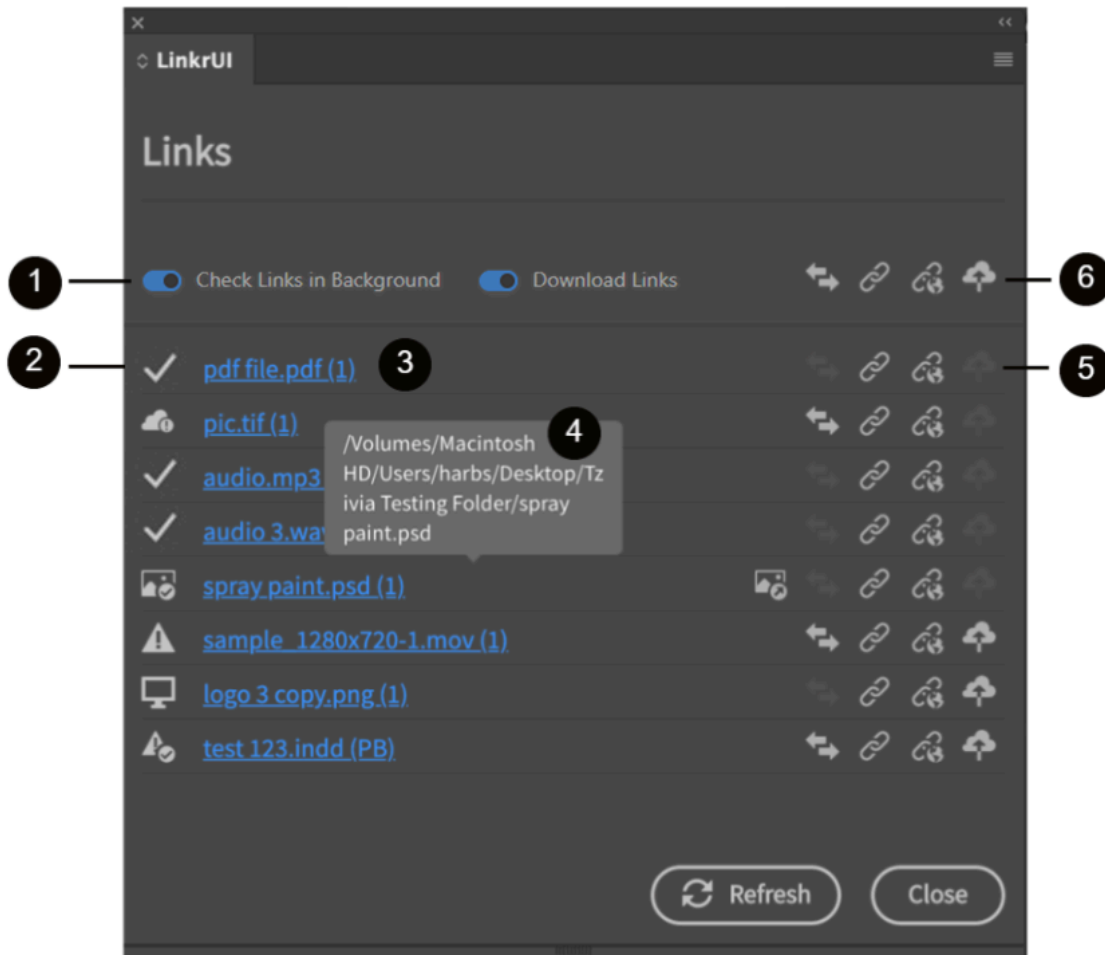 LinkrUI
Links
1 Check Links in Background Download Links 6
2 pdf file.pdf (1) 3 5
pic.tif (1)
4
/Volumes/Macintosh
HD/Users/harbs/Desktop/Tz
ivia Testing Folder/spray
paint.psd
audio.mp3
audio 3.wav
spray paint.psd (1)
sample_1280x720-1.mov (1)
logo 3 copy.png (1)
test 123.indd (PB)
Refresh Close